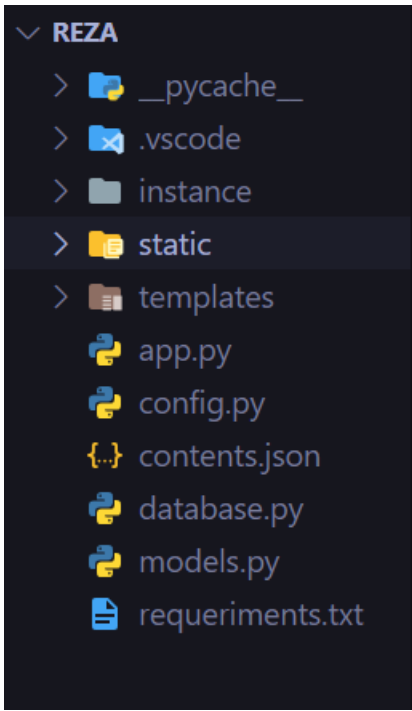 REZA
__pycache__
.vscode
instance
static
templates
app.py
config.py
contents.json
database.py
models.py
requeriments.txt